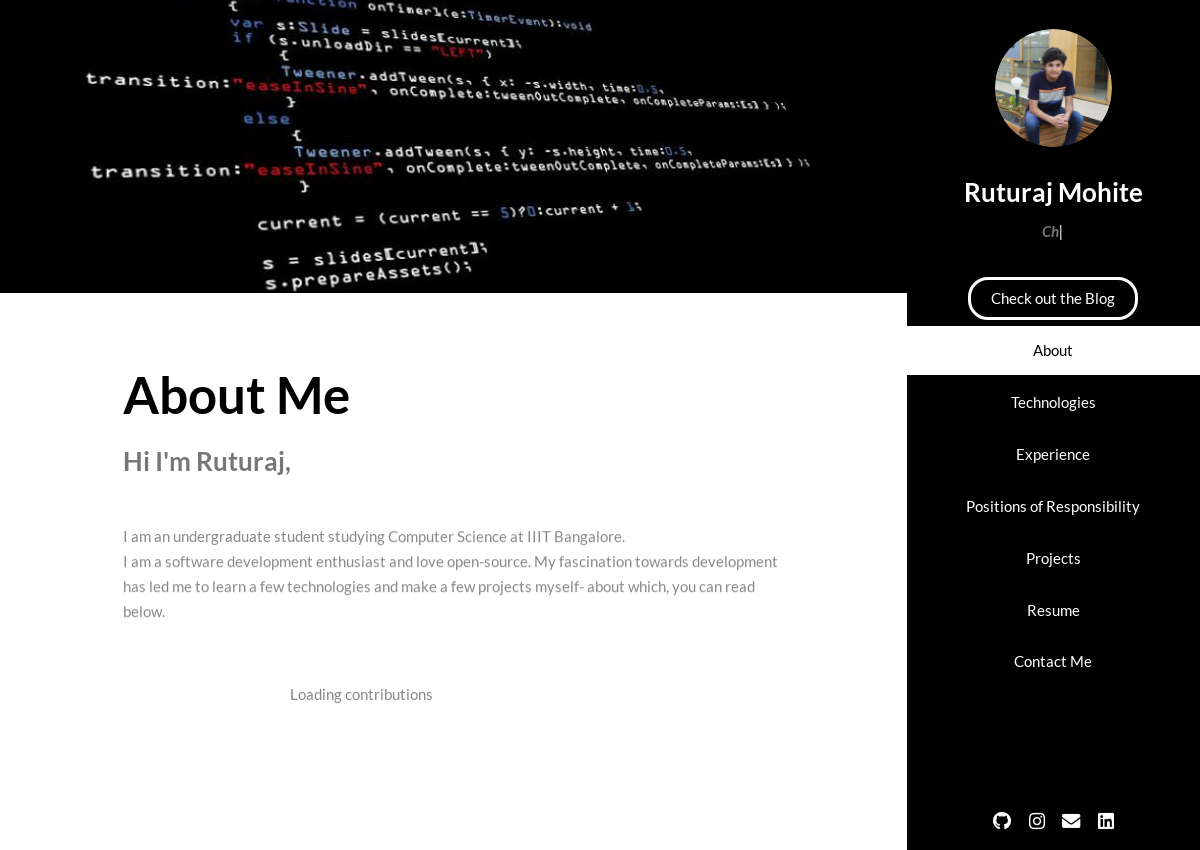 {
function onTimer1(e:TimerEvent):void
var s:Slide = slides[current];
if (s.unloadDir == "LEFT")
{
Tweener.addTween(s, { x: -s.width, time:0.5,
transition:"easeInSine", onComplete:tweenOutComplete, onCompleteParams:[s] } );
}
else
{
Tweener.addTween(s, { y: -s.height, time:0.5,
transition:"easeInSine", onComplete:tweenOutComplete, onCompleteParams:[s] } );
}
current = (current == 5)?0:current + 1;
s = slides[current];
s.prepareAssets();
Ruturaj Mohite
Ch|
Check out the Blog
About
Technologies
Experience
Positions of Responsibility
Projects
Resume
Contact Me
About Me
Hi I'm Ruturaj,
I am an undergraduate student studying Computer Science at IIIT Bangalore.
I am a software development enthusiast and love open-source. My fascination towards development
has led me to learn a few technologies and make a few projects myself- about which, you can read
below.
Loading contributions